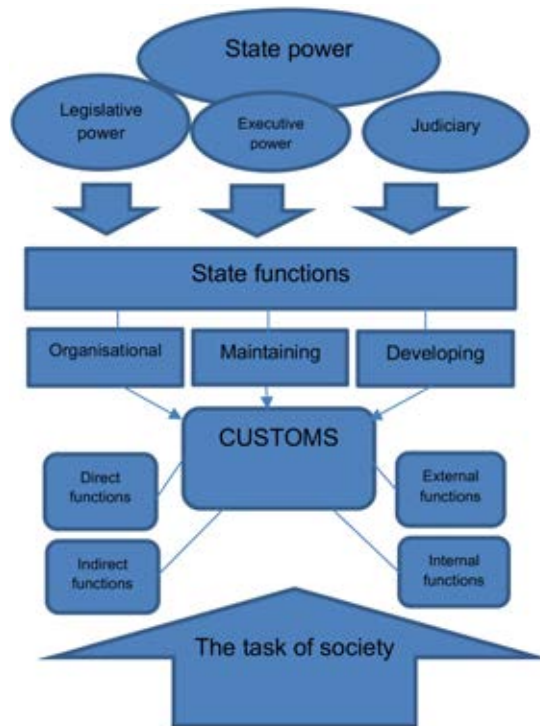 State power
Legislative
power
Executive
power
Judiciary
State functions
Organisational
Maintaining
Developing
CUSTOMS
Direct
functions
External
functions
Indirect
functions
Internal
functions
The task of society